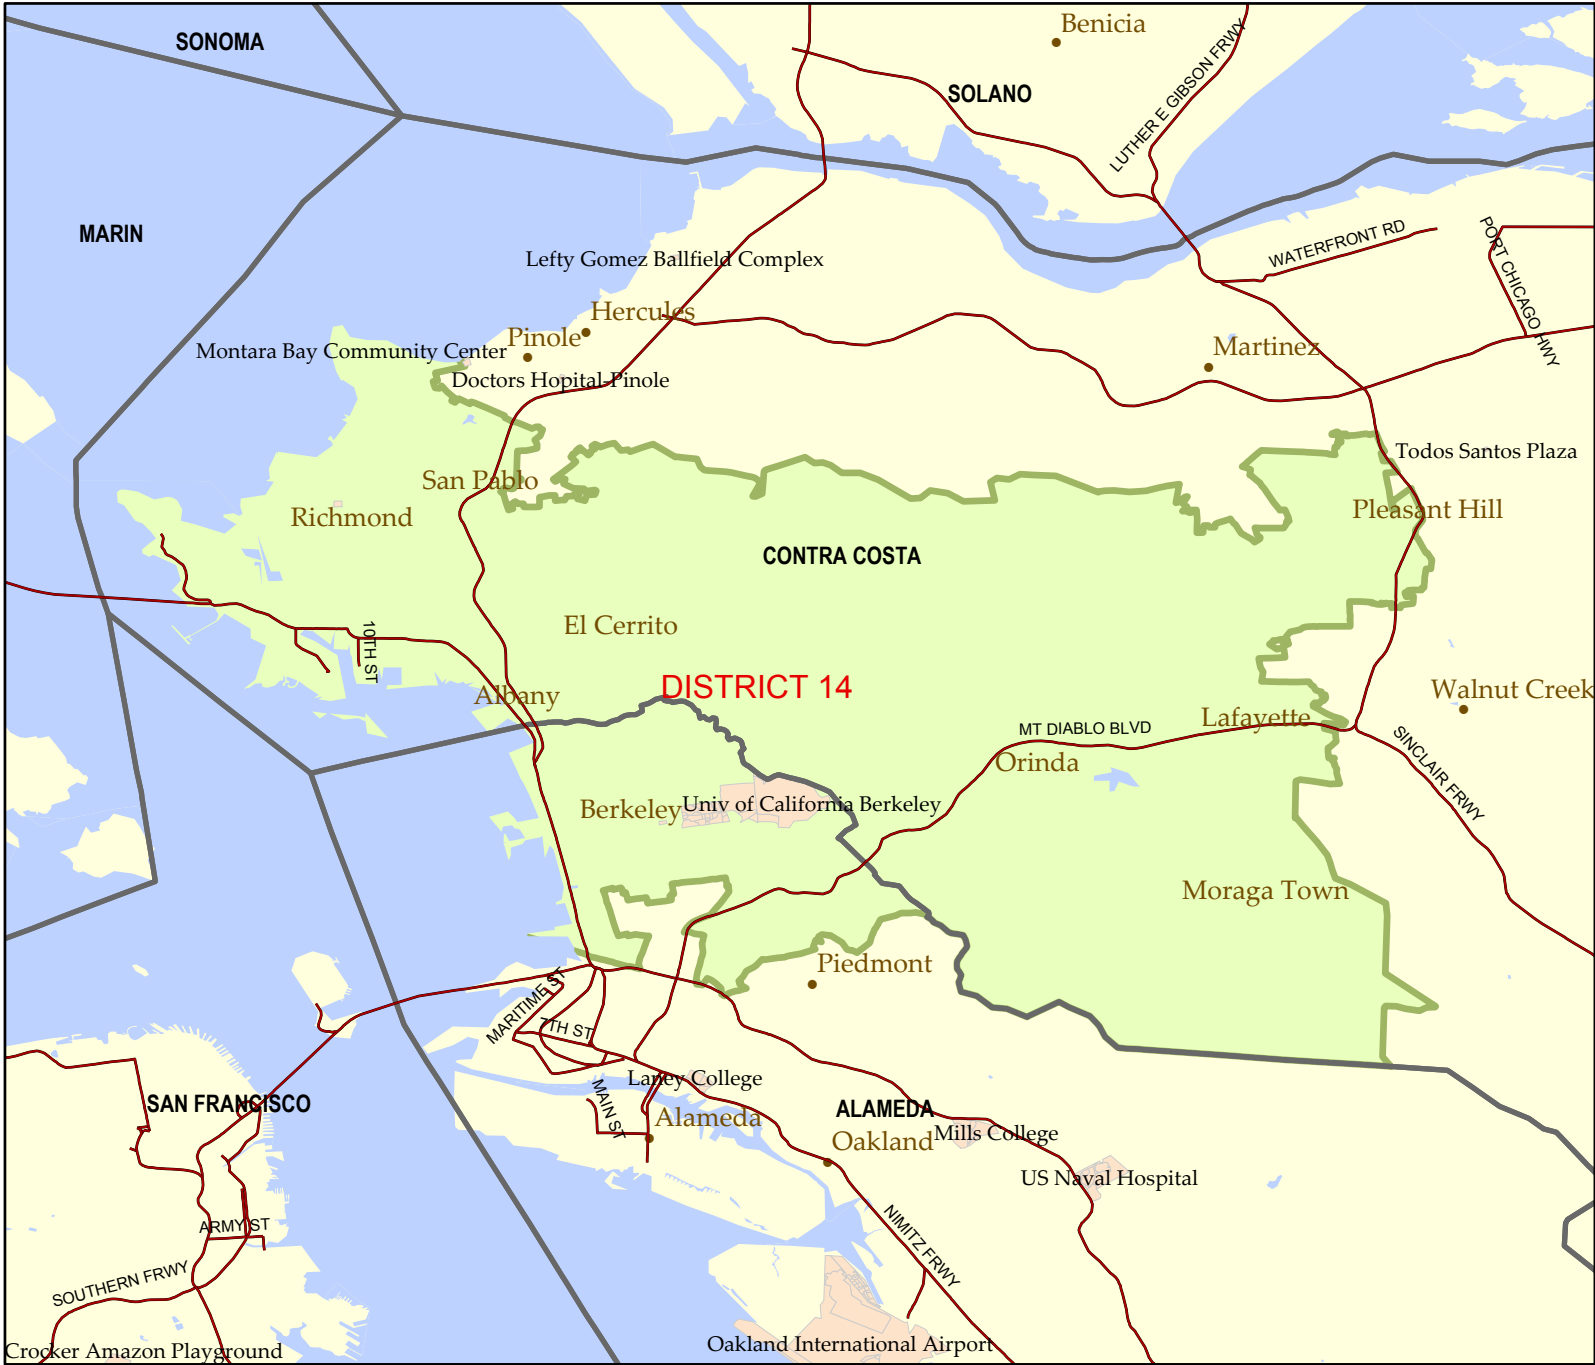 Benicia
SONOMA
SOLANO
LUTHER E GIBSON FRWY
MARIN
WATERFRONT RD
PORT CHICAGO HWY
Lefty Gomez Ballfield Complex
Hercules
Pinole
Montara Bay Community Center
Martinez
Doctors Hopital-Pinole
Todos Santos Plaza
San Pablo
Richmond
Pleasant Hill
CONTRA COSTA
El Cerrito
10TH ST
DISTRICT 14
Albany
Walnut Creek
Lafayette
MT DIABLO BLVD
Orinda
SINCLAIR FRWY
Berkeley
Univ of California Berkeley
Moraga Town
Piedmont
MARITIME ST
7TH ST
Laney College
MAIN ST
SAN FRANCISCO
ALAMEDA
Alameda
Oakland
Mills College
US Naval Hospital
ARMY ST
NIMITZ FRWY
SOUTHERN FRWY
Oakland International Airport
Crocker Amazon Playground